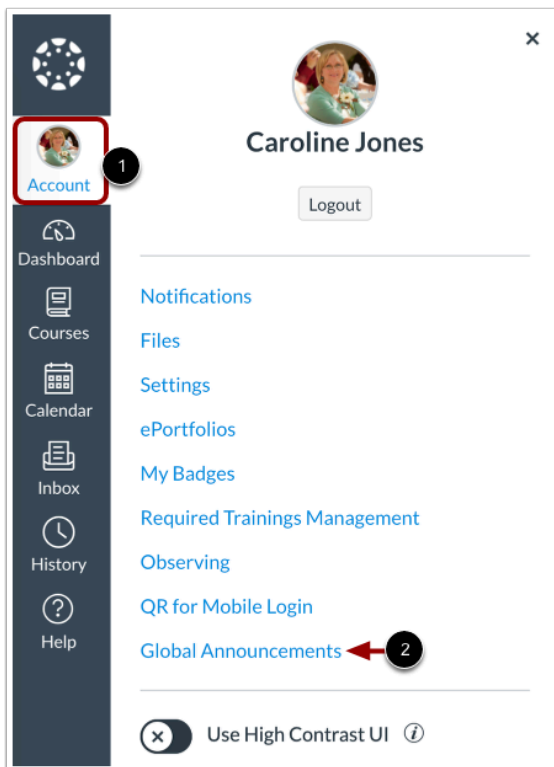 Account
1
Dashboard
Courses
Calendar
Inbox
History
Help
Caroline Jones
Logout
Notifications
Files
Settings
ePortfolios
My Badges
Required Trainings Management
Observing
QR for Mobile Login
Global Announcements
2
Use High Contrast UI i